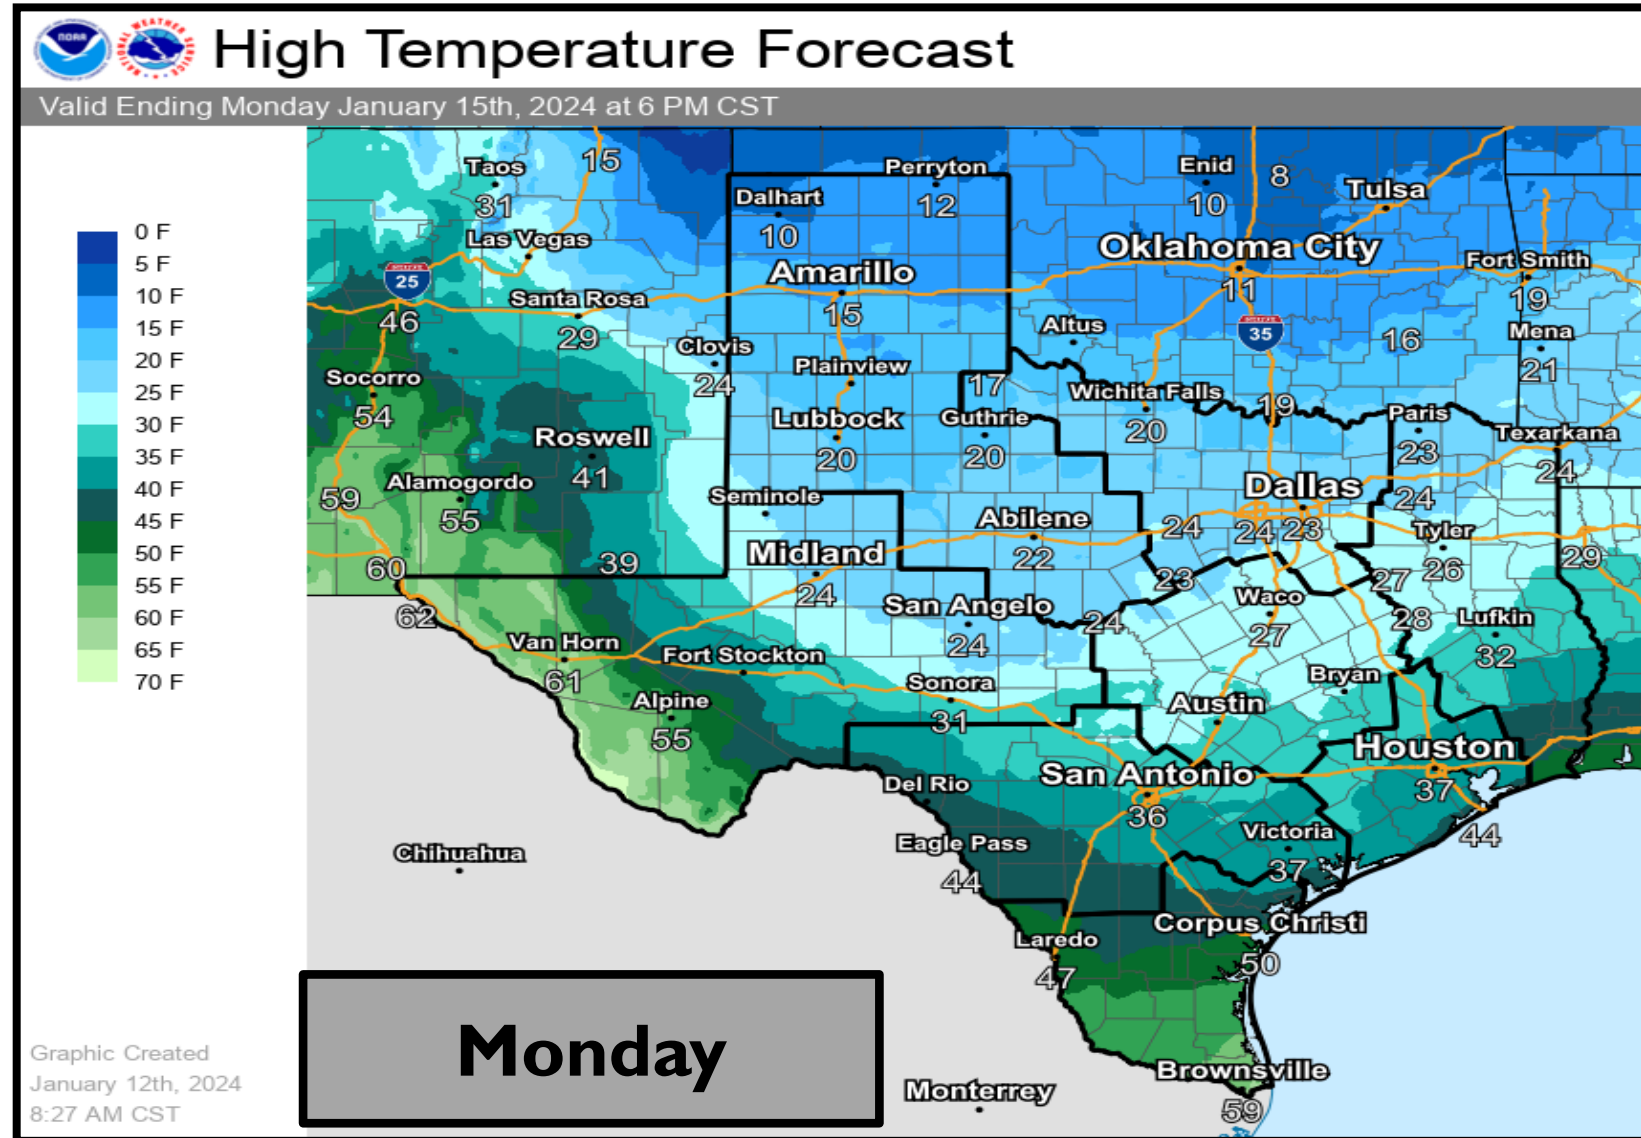 NOAA
NATIONAL WEATHER SERVICE
High Temperature Forecast
Valid Ending Monday January 15th, 2024 at 6 PM CST
0 F
5 F
10 F
15 F
20 F
25 F
30 F
35 F
40 F
45 F
50 F
55 F
60 F
65 F
70 F
Taos
31
15
Las Vegas
25
46
Santa Rosa
29
Clovis
24
Socorro
54
Roswell
41
Alamogordo
55
59
60
39
62
Dalhart
10
Perryton
12
Amarillo
15
Plainview
Lubbock
20
17
Guthrie
20
Seminole
Midland
24
Abilene
22
San Angelo
24
Van Horn
61
Fort Stockton
Alpine
55
Sonora
31
Enid
10
8
Tulsa
Oklahoma City
11
35
Fort Smith
19
Altus
16
Mena
21
Wichita Falls
20
19
Paris
23
Texarkana
24
Dallas
24
24
23
24
Tyler
26
29
23
24
Waco
27
27
28
Lufkin
32
Bryan
Austin
Houston
37
44
San Antonio
36
Del Rio
Eagle Pass
44
Victoria
37
Corpus Christi
50
Laredo
47
Brownsville
59
Chihuahua
Monterrey
Monday
Graphic Created
January 12th, 2024
8:27 AM CST